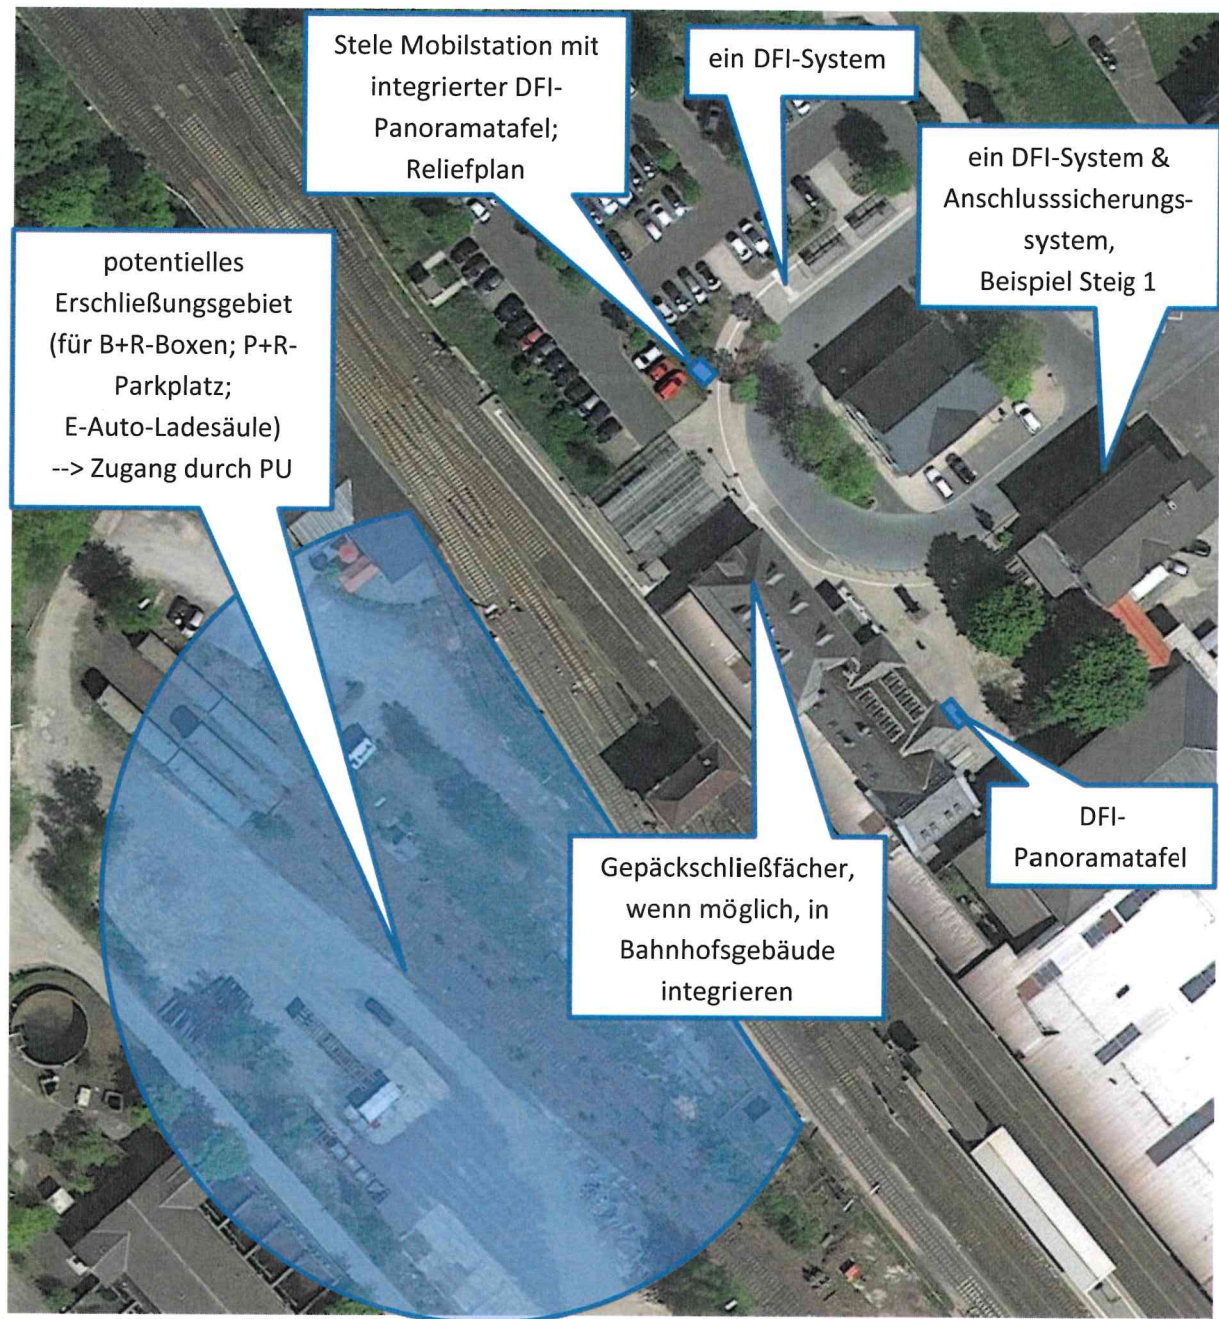 Stele Mobilstation mit
integrierter DFI-
Panoramatafel;
Reliefplan
ein DFI-System
ein DFI-System &
Anschlusssicherungs-
system,
Beispiel Steig 1
potentielles
Erschließungsgebiet
(für B+R-Boxen; P+R-
Parkplatz;
E-Auto-Ladesäule)
--> Zugang durch PU
DFI-
Panoramatafel
Gepäckschließfächer,
wenn möglich, in
Bahnhofsgebäude
integrieren